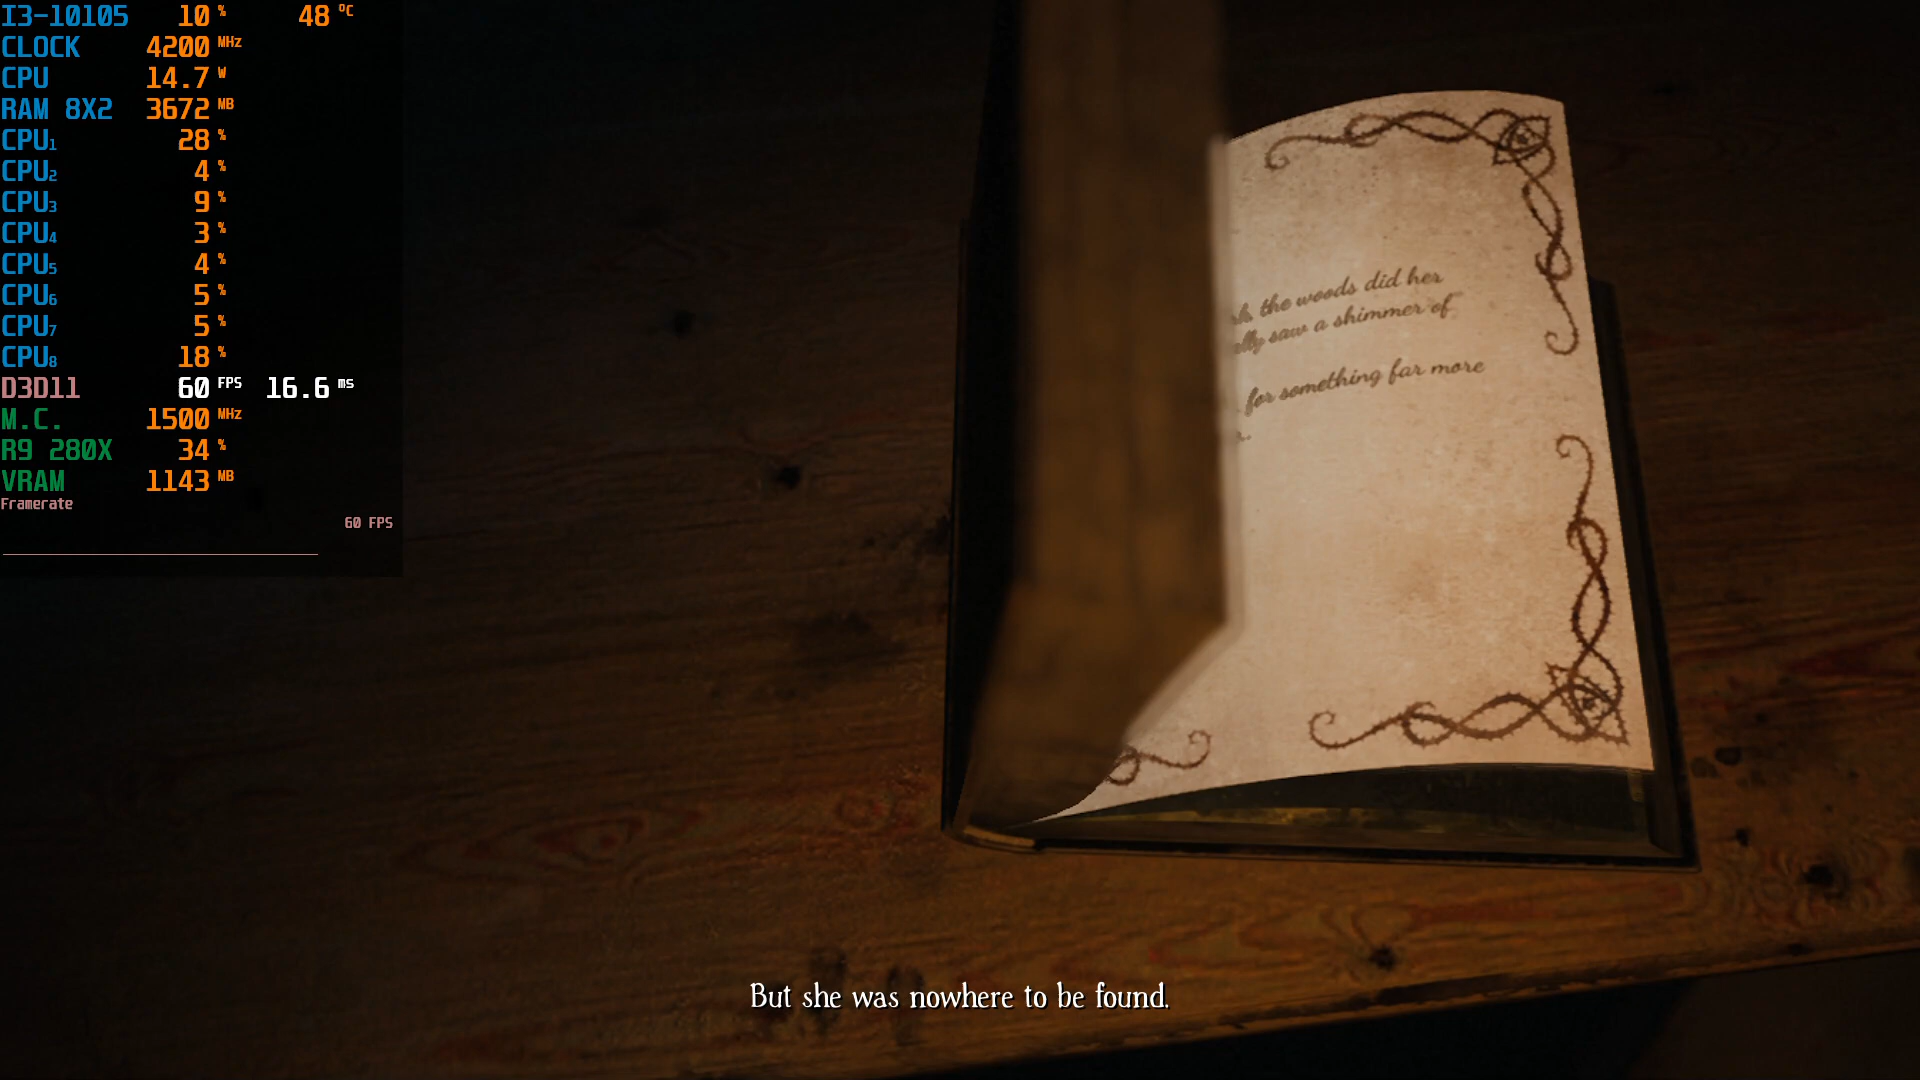 I3-10105 10 % 48 °C
CLOCK 4200 MHz
CPU 14.7 W
RAM 8X2 3672 MB
CPU1 28 %
CPU2 4 %
CPU3 9 %
CPU4 3 %
CPU5 4 %
CPU6 5 %
CPU7 5 %
CPU8 18 %
D3D11 60 FPS 16.6 ms
M.C. 1500 MHz
R9 280X 34 %
VRAM 1143 MB
Framerate
60 FPS
the woods did her
saw a shimmer of
for something far more
But she was nowhere to be found.